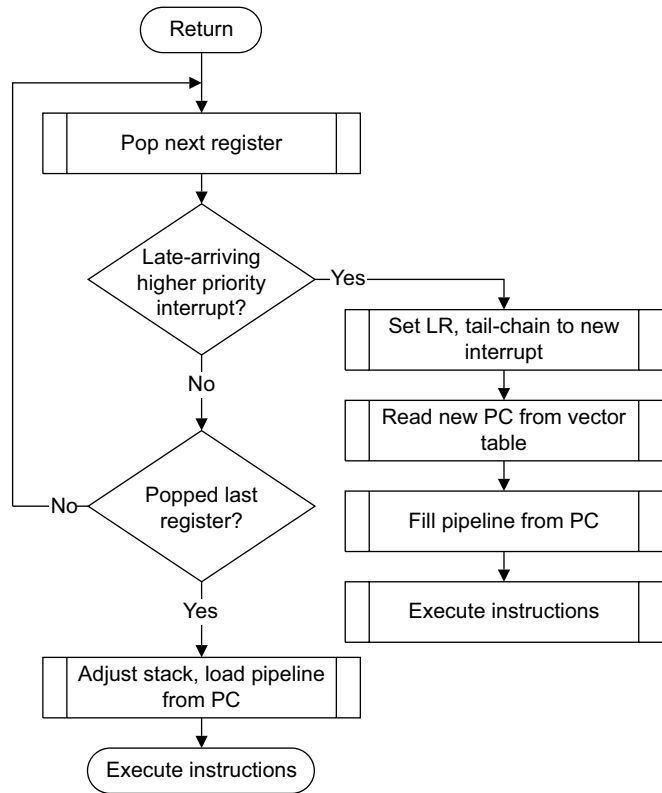 Return
Pop next register
Late-arriving
higher priority
interrupt?
Yes
Set LR, tail-chain to new
interrupt
No
Read new PC from vector
table
Popped last
register?
No
Fill pipeline from PC
Yes
Execute instructions
Adjust stack, load pipeline
from PC
Execute instructions